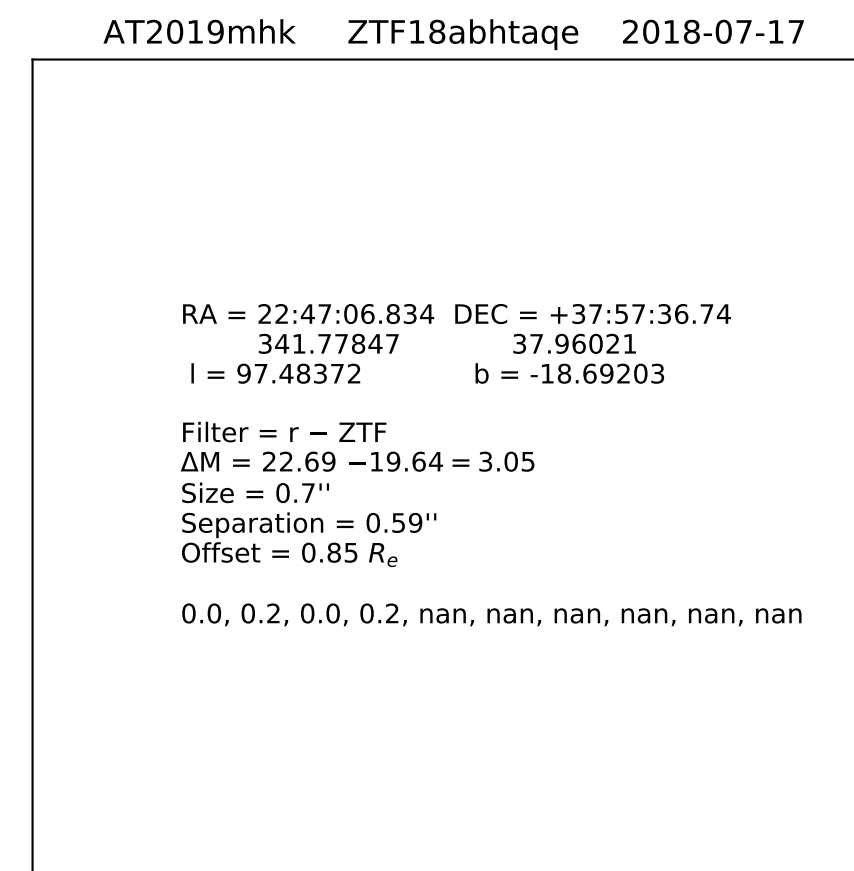 AT2019mhk ZTF18abhtaqe 2018-07-17
RA = 22:47:06.834 DEC = +37:57:36.74
341.77847 37.96021
l = 97.48372 b = -18.69203
Filter = r − ZTF
ΔM = 22.69 −19.64 = 3.05
Size = 0.7''
Separation = 0.59''
Offset = 0.85 Re
0.0, 0.2, 0.0, 0.2, nan, nan, nan, nan, nan, nan